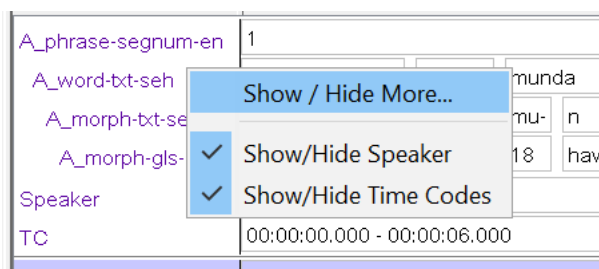 A_phrase-segnum-en 1
A_word-txt-seh munda
Show / Hide More...
A_morph-txt-se mu- n
A_morph-gls- 18 hav
Show/Hide Speaker
Speaker
Show/Hide Time Codes
TC 00:00:00.000 - 00:00:06.000